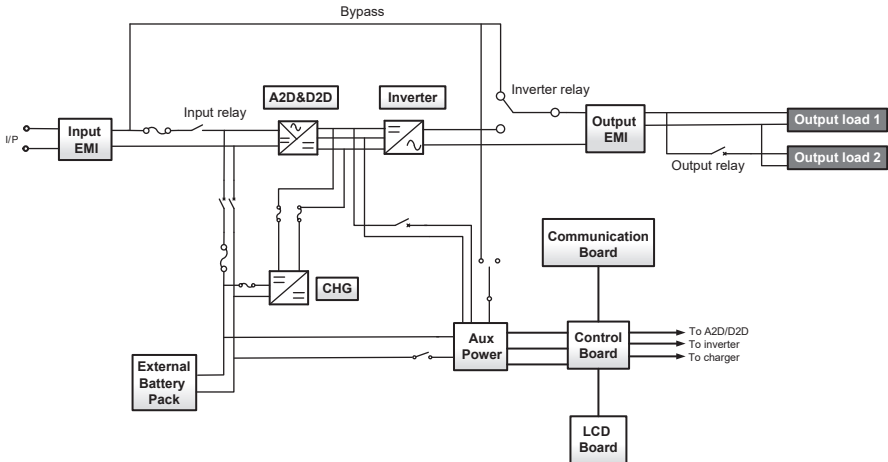 Bypass
A2D&D2D
Inverter
Inverter relay
Input relay
I/P
Input
EMI
Output
EMI
Output load 1
Output load 2
Output relay
Communication
Board
CHG
Aux
Power
Control
Board
To A2D/D2D
To inverter
To charger
External
Battery
Pack
LCD
Board